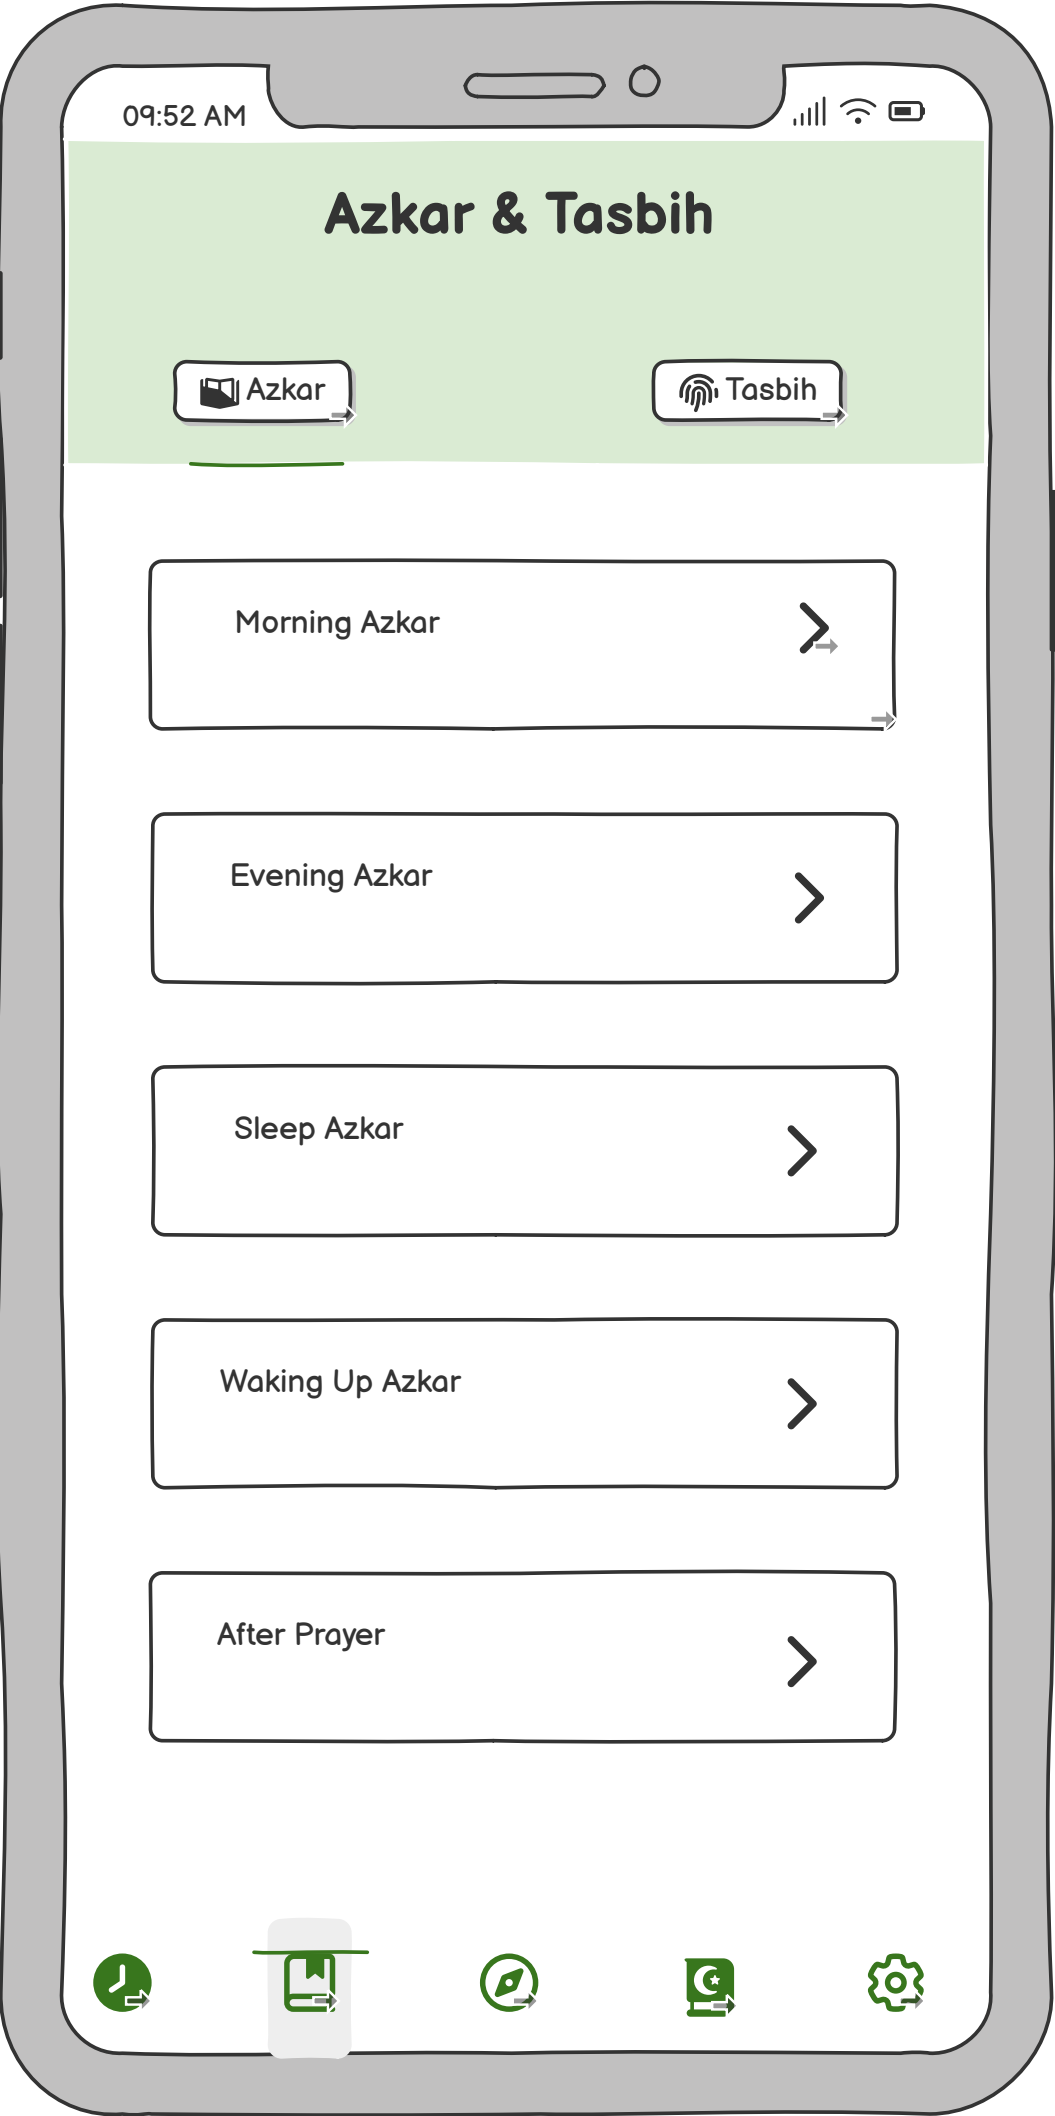 09:52 AM
Azkar & Tasbih
Azkar
Tasbih
Morning Azkar
Evening Azkar
Sleep Azkar
Waking Up Azkar
After Prayer